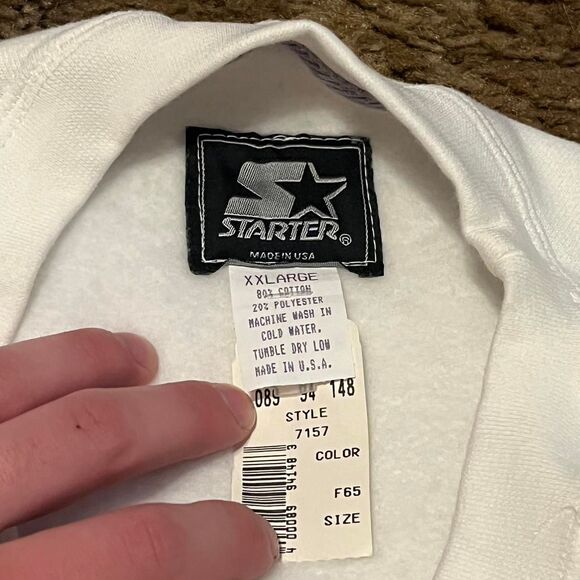 STARTER®
MADE IN USA
XXLARGE
80% COTTON
20% POLYESTER
MACHINE WASH IN
COLD WATER.
TUMBLE DRY LOW
MADE IN U.S.A.
089 94 148
STYLE
7157
COLOR
F65
SIZE